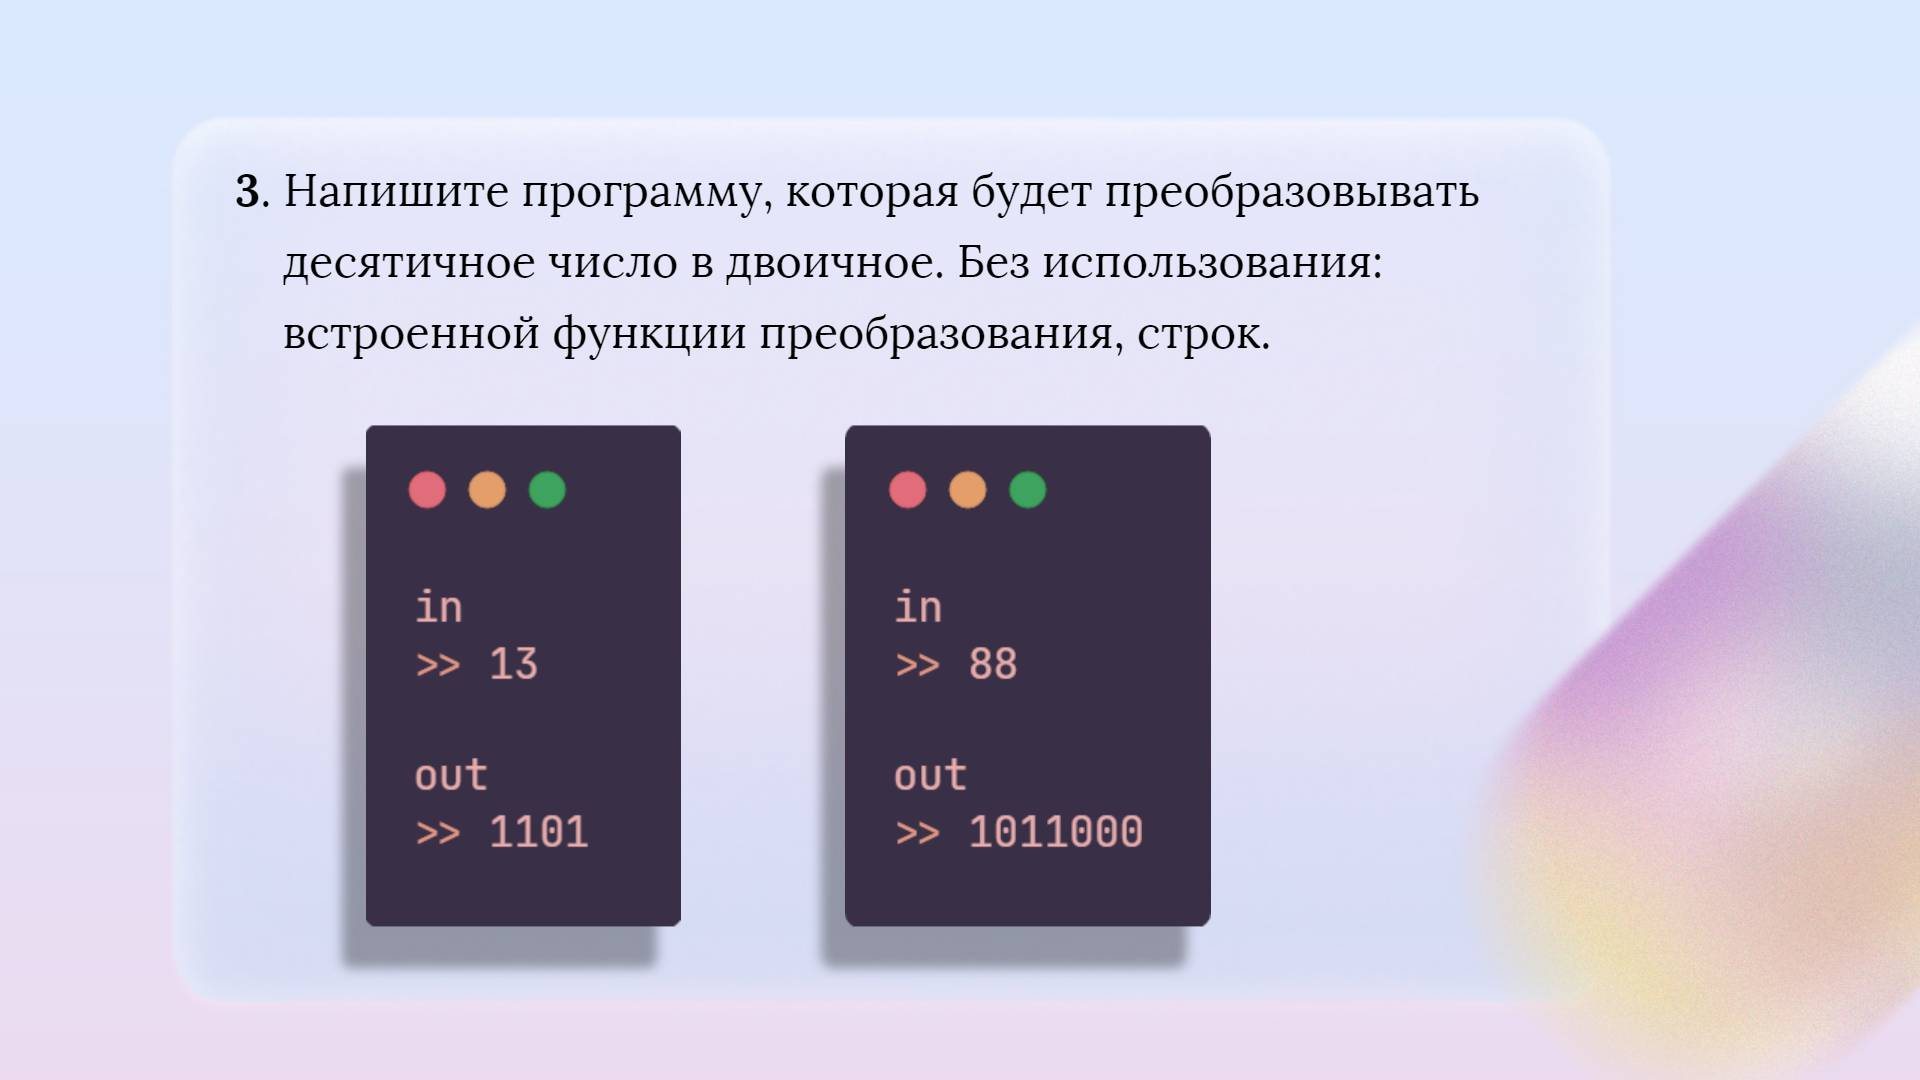 3. Напишите программу, которая будет преобразовывать
десятичное число в двоичное. Без использования:
встроенной функции преобразования, строк.
in
>> 13
out
>> 1101
in
>> 88
out
>> 1011000